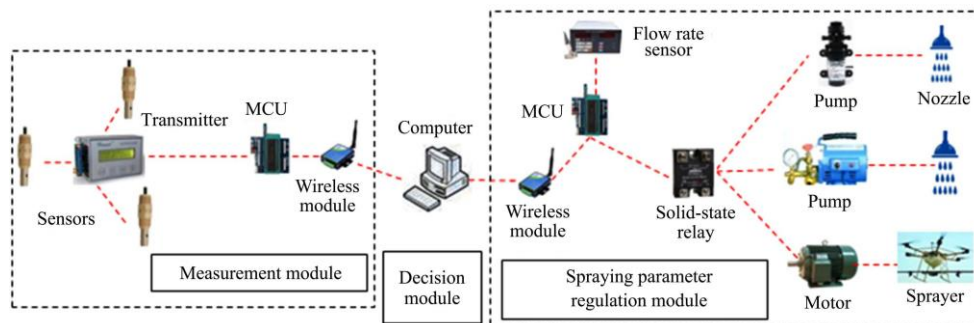 Flow rate
sensor
Transmitter
MCU
MCU
Computer
Pump
Nozzle
Sensors
Wireless
module
Wireless
module
Solid-state
relay
Pump
Measurement module
Decision
module
Spraying parameter
regulation module
Motor
Sprayer